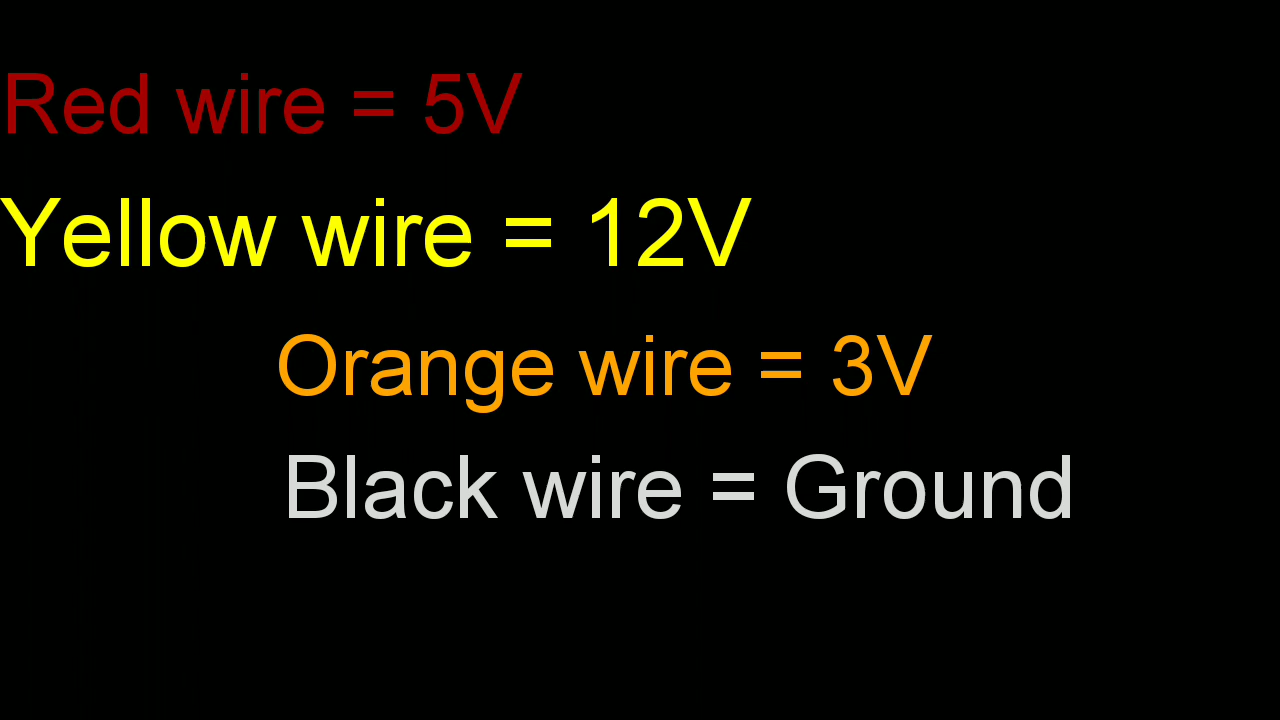 Red wire = 5V
Yellow wire = 12V
Orange wire = 3V
Black wire = Ground